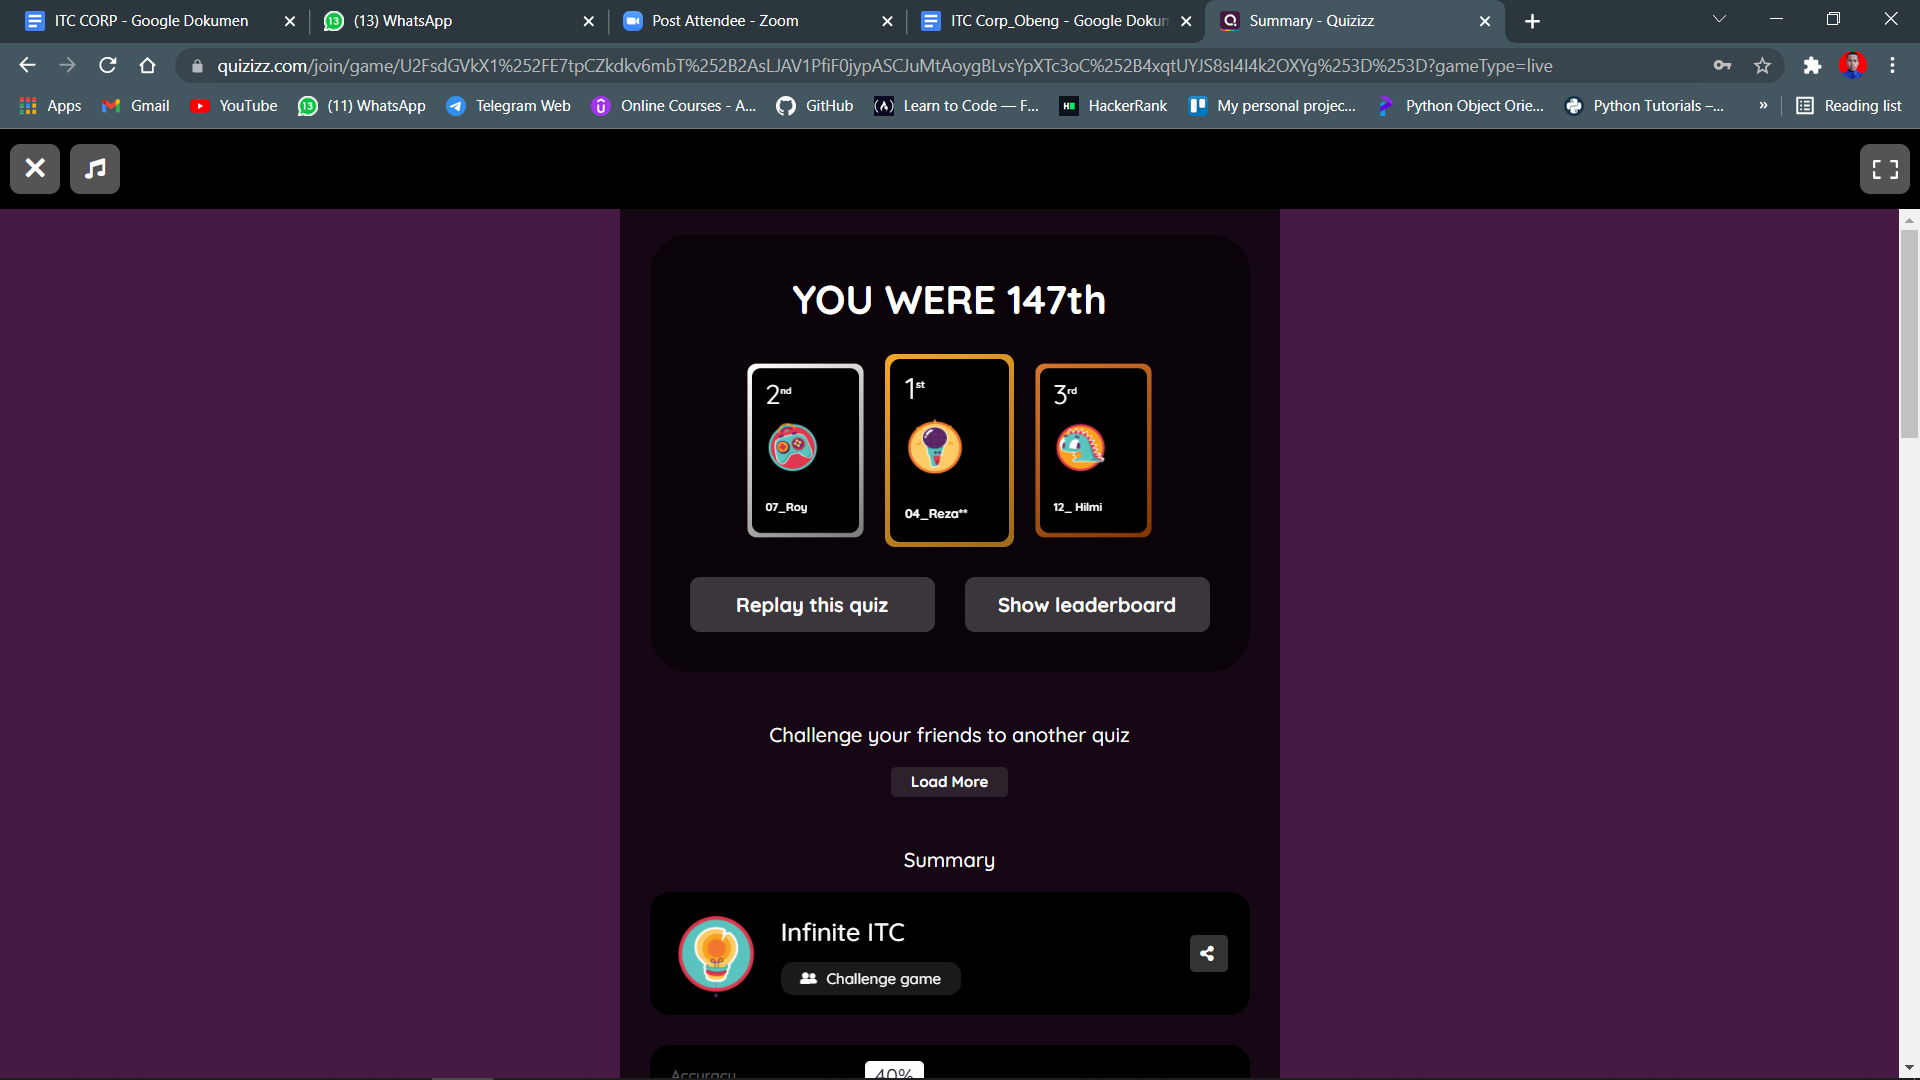 ITC CORP - Google Dokumen
(13) WhatsApp
Post Attendee - Zoom
ITC Corp_Obeng - Google Dokum
Summary - Quizizz
quizizz.com/join/game/U2FsdGVkX1%252FE7tpCZkdkv6mbT%252B2AsLJAV1PfiF0jypASCJuMtAoygBLvsYpXTc3oC%252B4xqtUYJS8sl4l4k2OXYg%253D%253D?gameType=live
Apps
Gmail
YouTube
13
(11) WhatsApp
Telegram Web
Online Courses - A...
GitHub
Learn to Code — F...
HackerRank
My personal projec...
Python Object Orie...
Python Tutorials –...
»
Reading list
YOU WERE 147th
2nd
1st
3rd
07_Roy
04_Reza**
12_ Hilmi
Replay this quiz
Show leaderboard
Challenge your friends to another quiz
Load More
Summary
Infinite ITC
Challenge game
Accuracy
40%